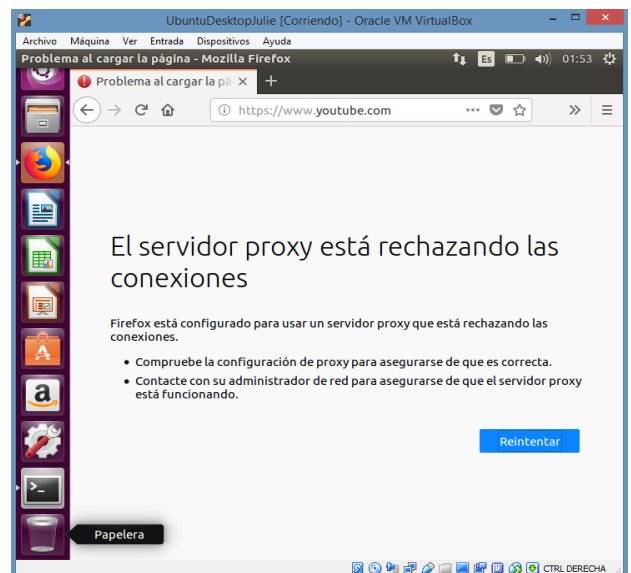 UbuntuDesktopJulie [Corriendo] - Oracle VM VirtualBox
Archivo Máquina Ver Entrada Dispositivos Ayuda
Problema al cargar la página - Mozilla Firefox Es 01:53
Problema al cargar la pá
https://www.youtube.com
El servidor proxy está rechazando las
conexiones
Firefox está configurado para usar un servidor proxy que está rechazando las
conexiones.
• Compruebe la configuración de proxy para asegurarse de que es correcta.
• Contacte con su administrador de red para asegurarse de que el servidor proxy
está funcionando.
Reintentar
Papelera
CTRL DERECHA